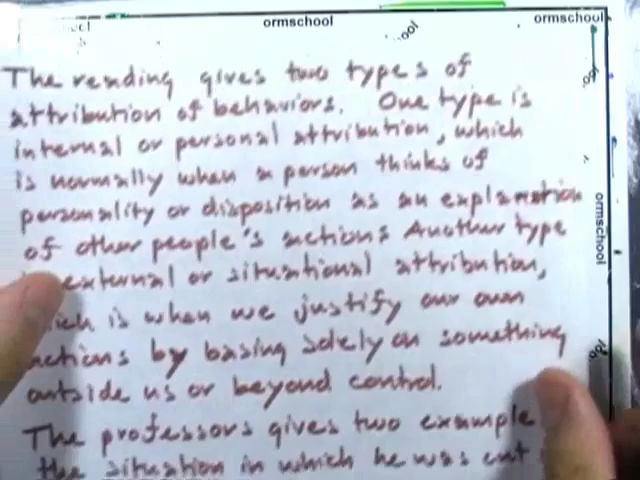 ormschool
ormschool
The reading gives two types of
attribution of behaviors. One type is
internal or personal attribution, which
is normally when a person thinks of
personality or disposition as an explanation
of other people's actions Another type
external or situational attribution,
is when we justify our own
actions by basing solely on something
outside us or beyond control.
The professors gives two example
the situation in which he was cut
ormschool